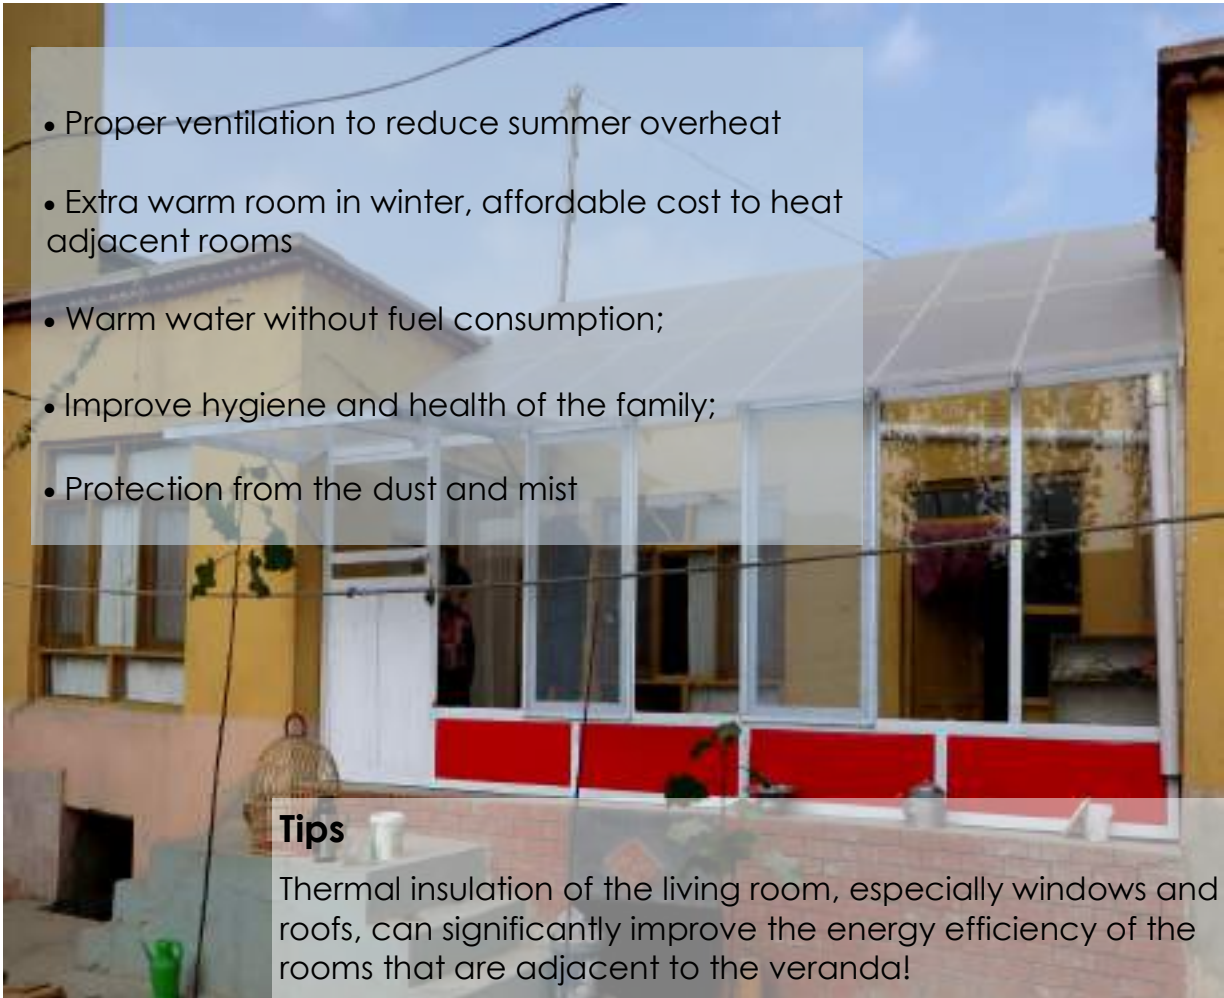 • Proper ventilation to reduce summer overheat
• Extra warm room in winter, affordable cost to heat
adjacent rooms
• Warm water without fuel consumption;
• Improve hygiene and health of the family;
• Protection from the dust and mist
Tips
Thermal insulation of the living room, especially windows and
roofs, can significantly improve the energy efficiency of the
rooms that are adjacent to the veranda!